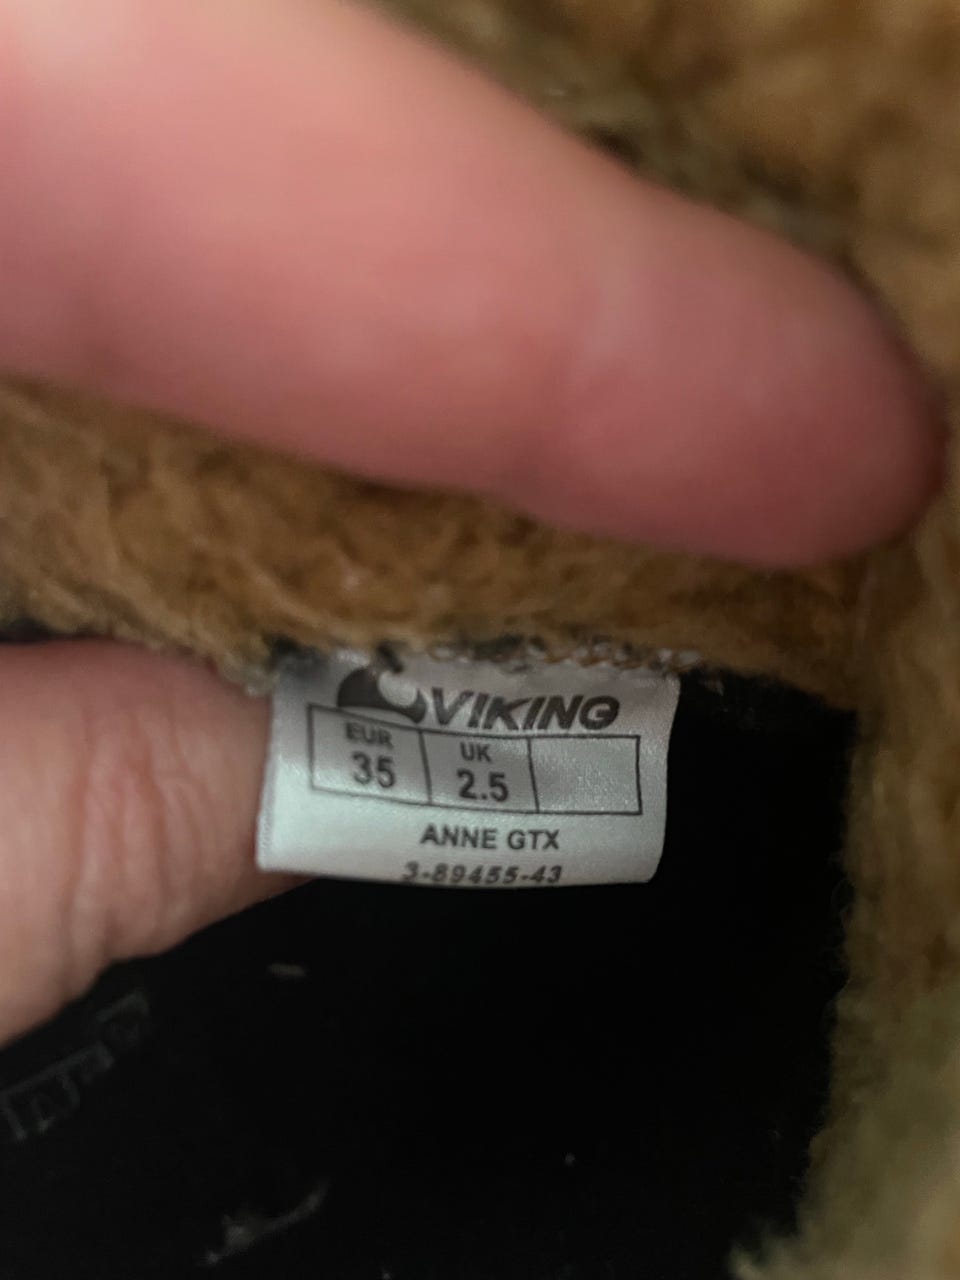 VIKING
EUR UK
35 2.5
ANNE GTX
3-89455-43